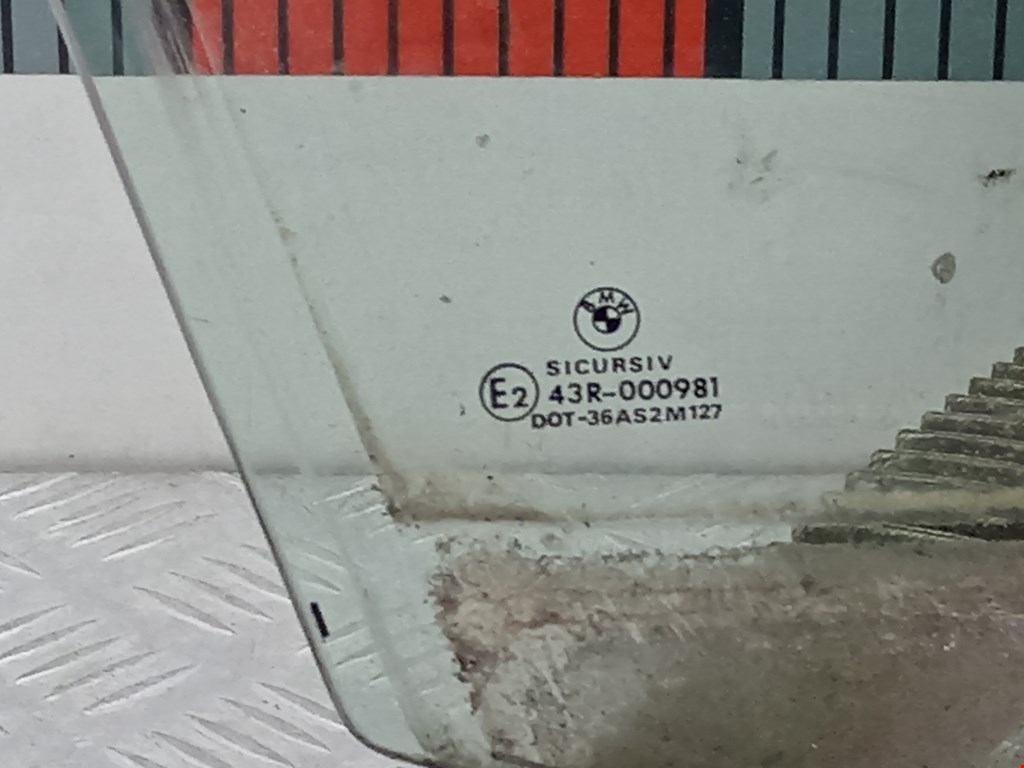 BMW
SICURSIV
E2 43R-000981
DOT-36AS2M127